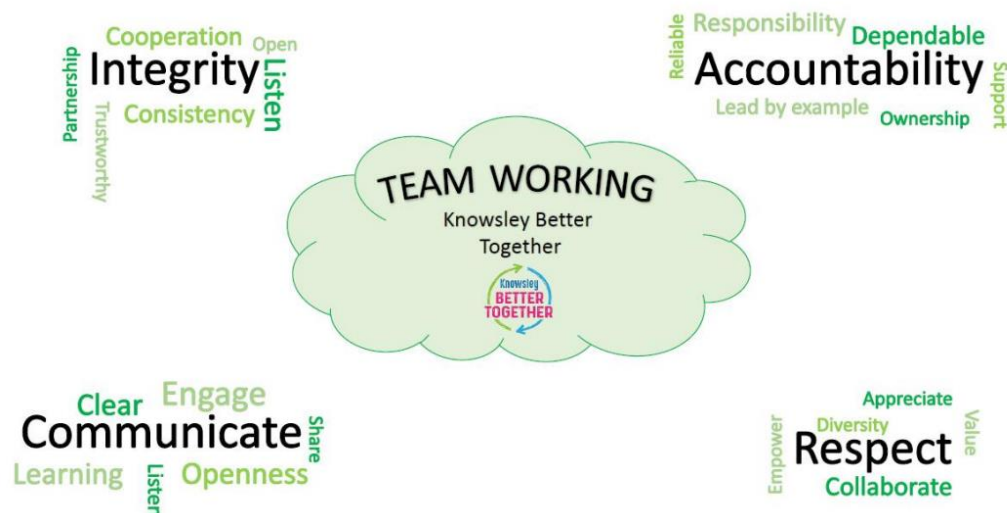 Cooperation
Open
Integrity
Partnership
Listen
Trustworthy
Consistency
Responsibility
Reliable
Dependable
Accountability
Support
Lead by example
Ownership
TEAM WORKING
Knowsley Better
Together
Knowsley
BETTER
TOGETHER
Engage
Clear
Communicate
Share
Learning
Listen
Openness
Appreciate
Value
Diversity
Empower
Respect
Collaborate